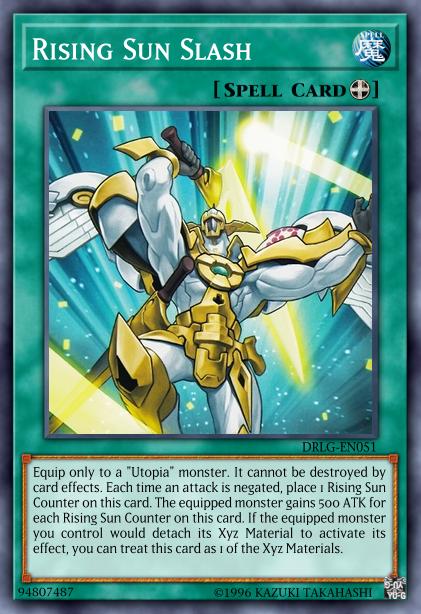 Rising Sun Slash
SPELL
魔
[Spell Card]
DRLG-EN051
Equip only to a "Utopia" monster. It cannot be destroyed by
card effects. Each time an attack is negated, place 1 Rising Sun
Counter on this card. The equipped monster gains 500 ATK for
each Rising Sun Counter on this card. If the equipped monster
you control would detach its Xyz Material to activate its
effect, you can treat this card as 1 of the Xyz Materials.
94807487
©1996 KAZUKI TAKAHASHI